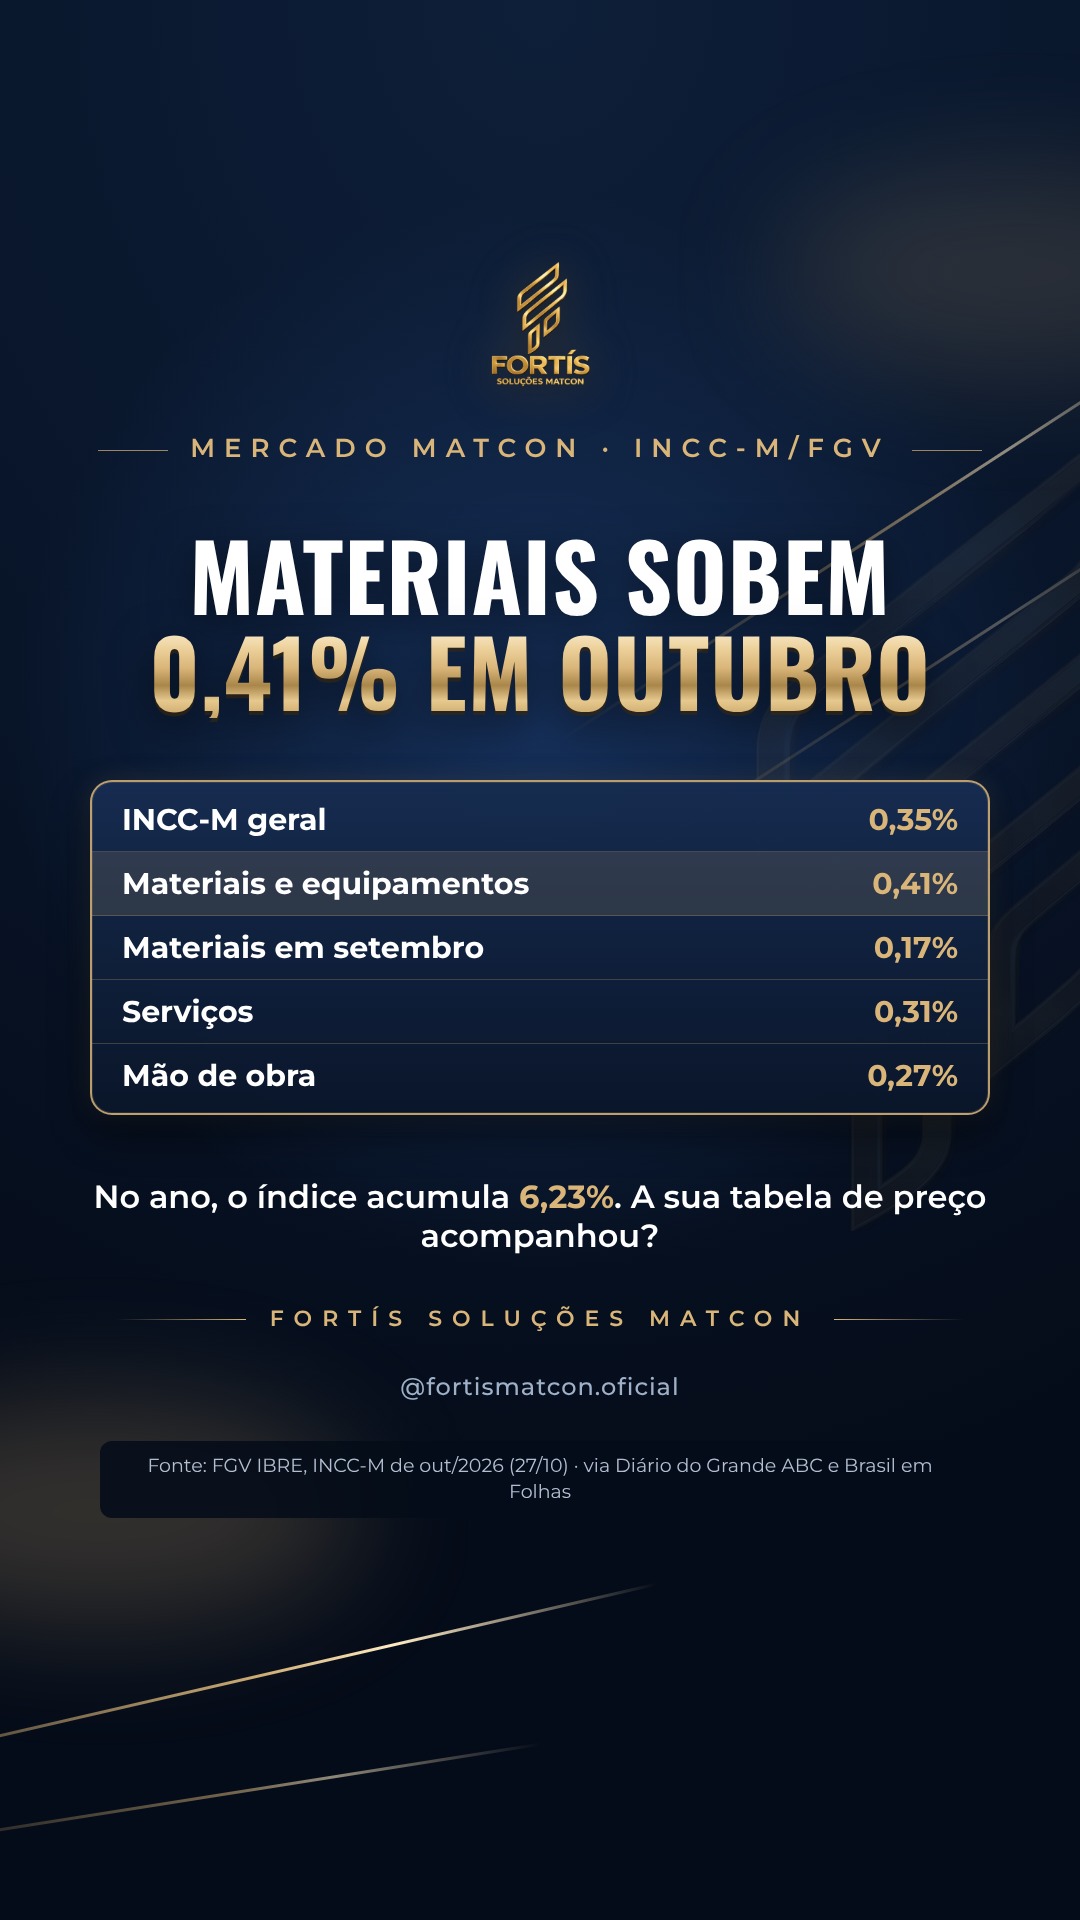 FORTÍS
SOLUÇÕES MATCON
MERCADO MATCON · INCC-M/FGV
MATERIAIS SOBEM
0,41% EM OUTUBRO
INCC-M geral 0,35%
Materiais e equipamentos 0,41%
Materiais em setembro 0,17%
Serviços 0,31%
Mão de obra 0,27%
No ano, o índice acumula 6,23%. A sua tabela de preço
acompanhou?
FORTÍS SOLUÇÕES MATCON
@fortismatcon.oficial
Fonte: FGV IBRE, INCC-M de out/2026 (27/10) · via Diário do Grande ABC e Brasil em
Folhas